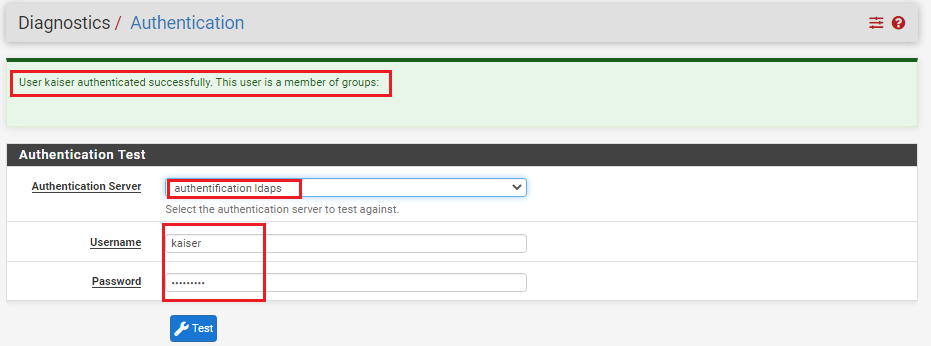 Diagnostics / Authentication
User kaiser authenticated successfully. This user is a member of groups:
Authentication Test
Authentication Server
authentification ldaps
Select the authentication server to test against.
Username
kaiser
Password
•••••••••
Test